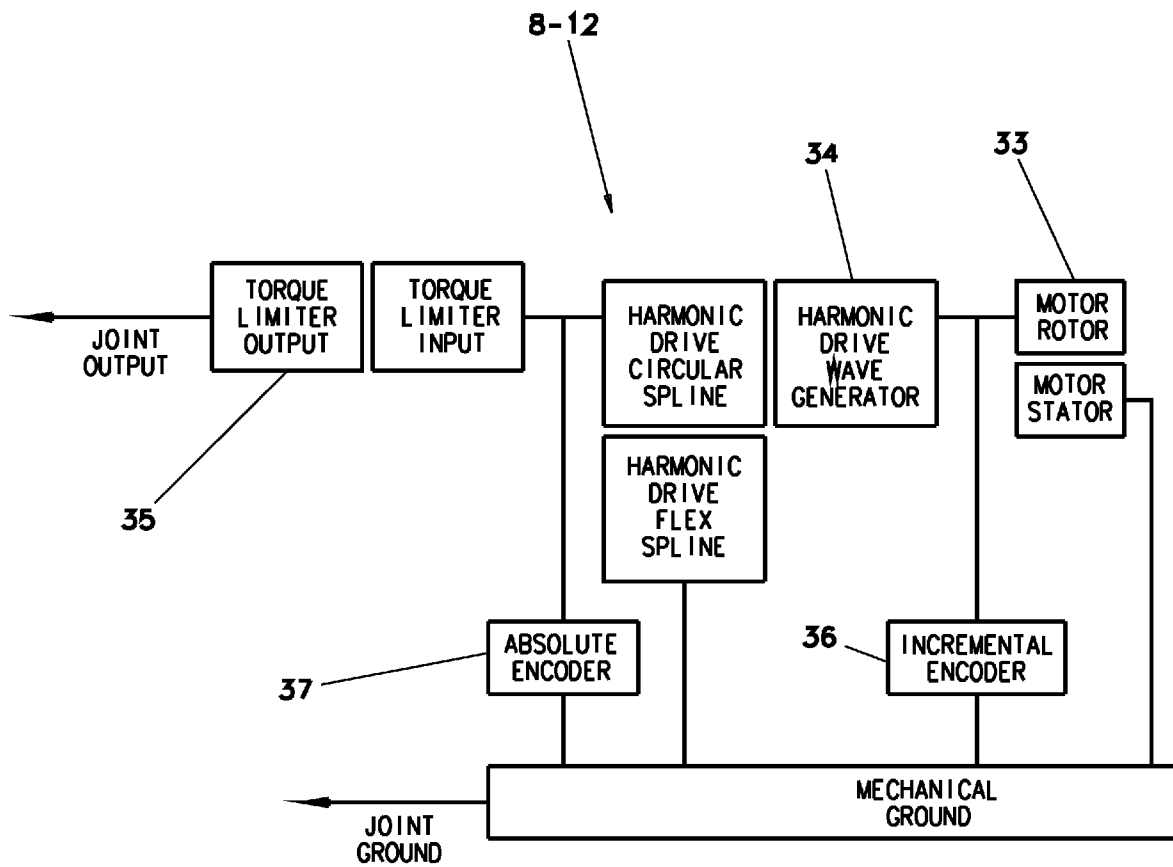 8-12
34
33
TORQUE
LIMITER
OUTPUT
TORQUE
LIMITER
INPUT
HARMONIC
DRIVE
CIRCULAR
SPLINE
HARMONIC
DRIVE
WAVE
GENERATOR
MOTOR
ROTOR
MOTOR
STATOR
JOINT
OUTPUT
HARMONIC
DRIVE
FLEX
SPLINE
35
ABSOLUTE
ENCODER
37
36
INCREMENTAL
ENCODER
MECHANICAL
GROUND
JOINT
GROUND